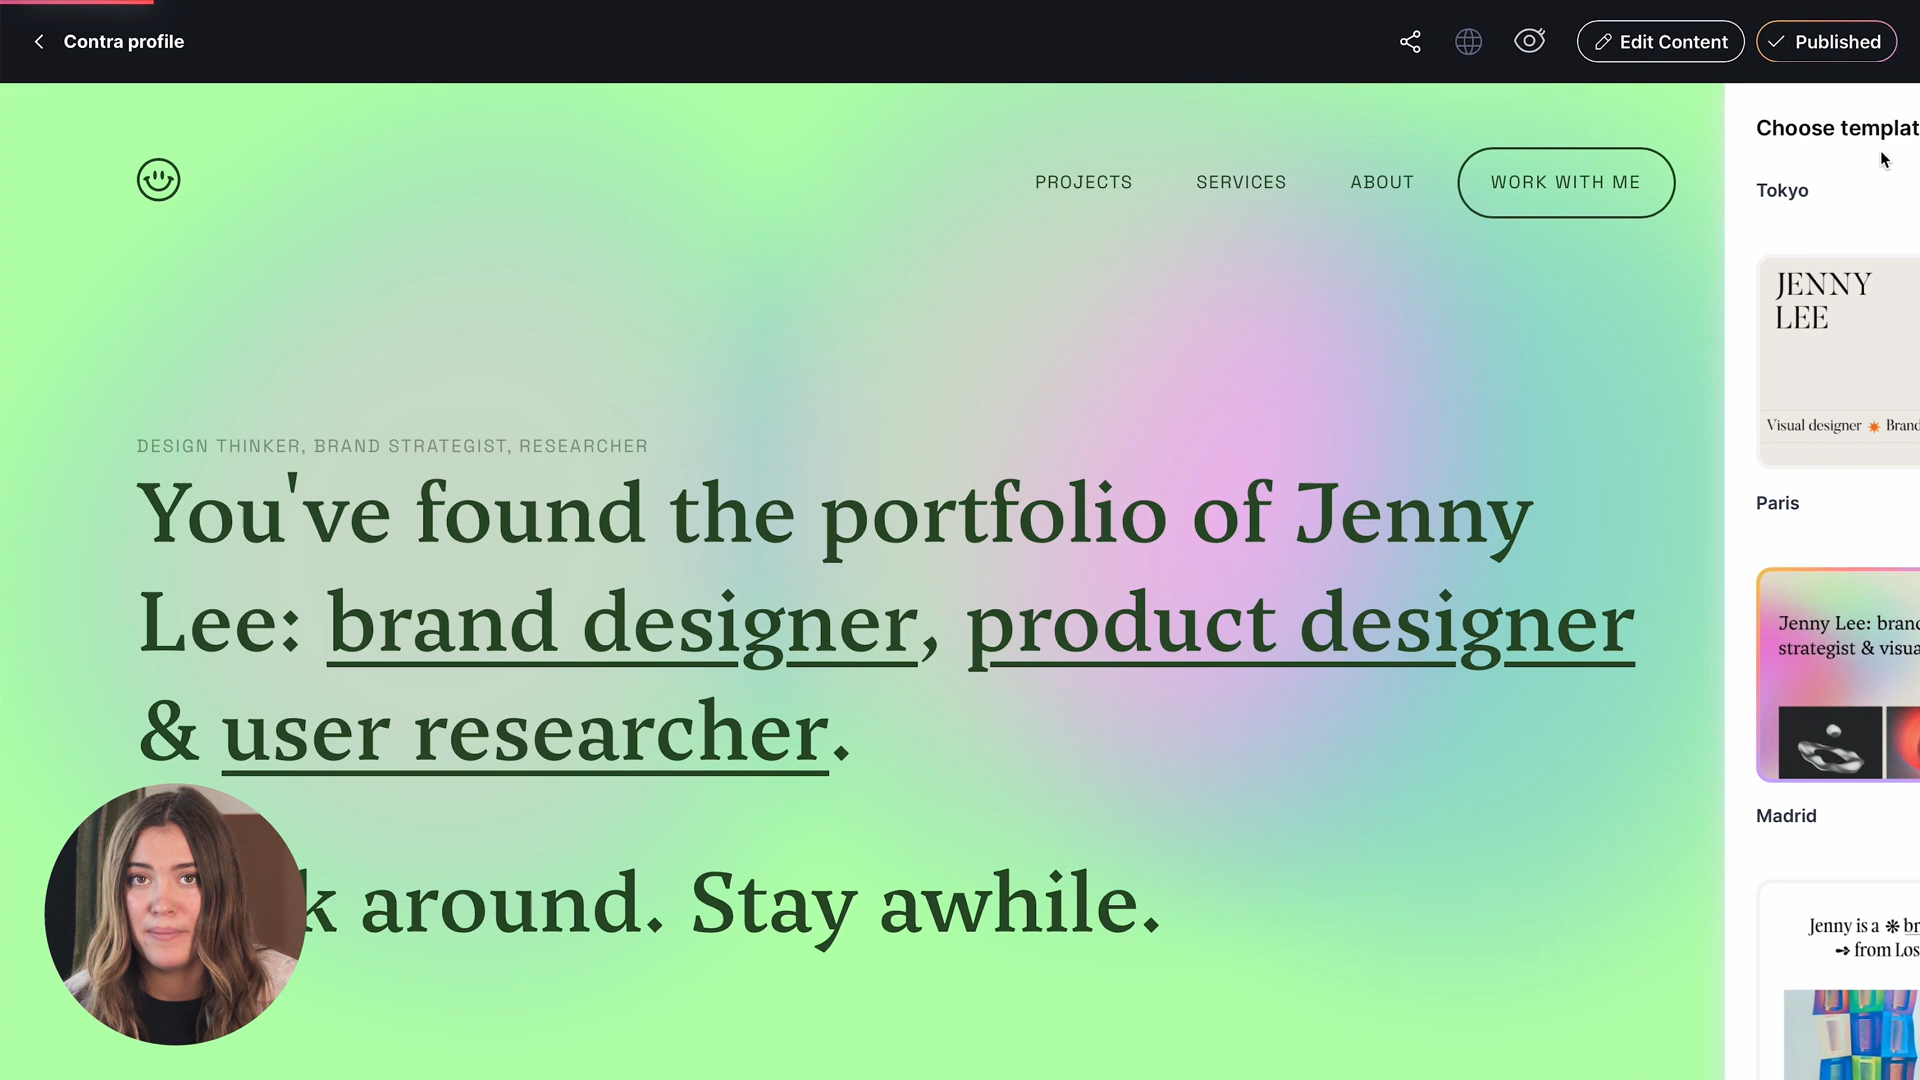 Contra profile
Edit Content
Published
PROJECTS
SERVICES
ABOUT
WORK WITH ME
DESIGN THINKER, BRAND STRATEGIST, RESEARCHER
You've found the portfolio of Jenny
Lee: brand designer, product designer
& user researcher.
k around. Stay awhile.
Choose templat
Tokyo
JENNY
LEE
Visual designer ✷ Brand
Paris
Jenny Lee: brand
strategist & visua
Madrid
Jenny is a ❋ br
➻ from Los